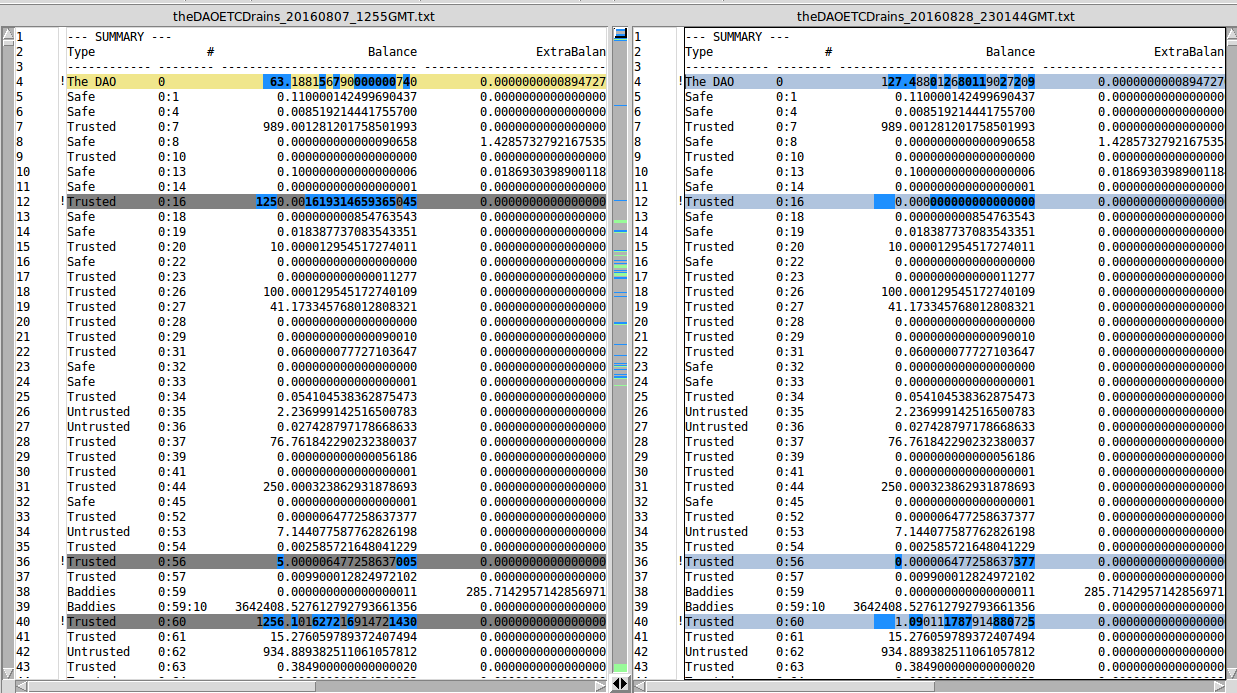 theDAOETCDrains_20160807_1255GMT.txt
1 --- SUMMARY ---
2 Type # Balance ExtraBalan
3 --------- -------- ------------------------ ------------------
4 !The DAO 0 63.188156790000000740 0.0000000000894727
5 Safe 0:1 0.110000142499690437 0.0000000000000000
6 Safe 0:4 0.008519214441755700 0.0000000000000000
7 Trusted 0:7 989.001281201758501993 0.0000000000000000
8 Safe 0:8 0.000000000000090658 1.4285732792167535
9 Trusted 0:10 0.000000000000000000 0.0000000000000000
10 Safe 0:13 0.100000000000000006 0.0186930398900118
11 Safe 0:14 0.000000000000000001 0.0000000000000000
12 !Trusted 0:16 1250.001619314659365045 0.0000000000000000
13 Safe 0:18 0.000000000854763543 0.0000000000000000
14 Safe 0:19 0.018387737083543351 0.0000000000000000
15 Trusted 0:20 10.000012954517274011 0.0000000000000000
16 Safe 0:22 0.000000000000000000 0.0000000000000000
17 Trusted 0:23 0.000000000000011277 0.0000000000000000
18 Trusted 0:26 100.000129545172740109 0.0000000000000000
19 Trusted 0:27 41.173345768012808321 0.0000000000000000
20 Trusted 0:28 0.000000000000000000 0.0000000000000000
21 Trusted 0:29 0.000000000000090010 0.0000000000000000
22 Trusted 0:31 0.060000077727103647 0.0000000000000000
23 Safe 0:32 0.000000000000000000 0.0000000000000000
24 Safe 0:33 0.000000000000000001 0.0000000000000000
25 Trusted 0:34 0.054104538362875473 0.0000000000000000
26 Untrusted 0:35 2.236999142516500783 0.0000000000000000
27 Untrusted 0:36 0.027428797178668633 0.0000000000000000
28 Trusted 0:37 76.761842290232380037 0.0000000000000000
29 Trusted 0:39 0.000000000000056186 0.0000000000000000
30 Trusted 0:41 0.000000000000000001 0.0000000000000000
31 Trusted 0:44 250.000323862931878693 0.0000000000000000
32 Safe 0:45 0.000000000000000001 0.0000000000000000
33 Trusted 0:52 0.000006477258637377 0.0000000000000000
34 Untrusted 0:53 7.144077587762826198 0.0000000000000000
35 Trusted 0:54 0.002585721648041229 0.0000000000000000
36 !Trusted 0:56 5.000006477258637005 0.0000000000000000
37 Trusted 0:57 0.009900012824972102 0.0000000000000000
38 Baddies 0:59 0.000000000000000011 285.7142957142856971
39 Baddies 0:59:10 3642408.527612792793661356 0.0000000000000000
40 !Trusted 0:60 1256.101627216914721430 0.0000000000000000
41 Trusted 0:61 15.276059789372407494 0.0000000000000000
42 Untrusted 0:62 934.889382511061057812 0.0000000000000000
43 Trusted 0:63 0.384900000000000020 0.0000000000000000
theDAOETCDrains_20160828_230144GMT.txt
1 --- SUMMARY ---
2 Type # Balance ExtraBalan
3 --------- -------- ------------------------ ------------------
4 !The DAO 0 127.488012680119027209 0.0000000000894727
5 Safe 0:1 0.110000142499690437 0.0000000000000000
6 Safe 0:4 0.008519214441755700 0.0000000000000000
7 Trusted 0:7 989.001281201758501993 0.0000000000000000
8 Safe 0:8 0.000000000000090658 1.4285732792167535
9 Trusted 0:10 0.000000000000000000 0.0000000000000000
10 Safe 0:13 0.100000000000000006 0.0186930398900118
11 Safe 0:14 0.000000000000000001 0.0000000000000000
12 !Trusted 0:16 0.000000000000000000 0.0000000000000000
13 Safe 0:18 0.000000000854763543 0.0000000000000000
14 Safe 0:19 0.018387737083543351 0.0000000000000000
15 Trusted 0:20 10.000012954517274011 0.0000000000000000
16 Safe 0:22 0.000000000000000000 0.0000000000000000
17 Trusted 0:23 0.000000000000011277 0.0000000000000000
18 Trusted 0:26 100.000129545172740109 0.0000000000000000
19 Trusted 0:27 41.173345768012808321 0.0000000000000000
20 Trusted 0:28 0.000000000000000000 0.0000000000000000
21 Trusted 0:29 0.000000000000090010 0.0000000000000000
22 Trusted 0:31 0.060000077727103647 0.0000000000000000
23 Safe 0:32 0.000000000000000000 0.0000000000000000
24 Safe 0:33 0.000000000000000001 0.0000000000000000
25 Trusted 0:34 0.054104538362875473 0.0000000000000000
26 Untrusted 0:35 2.236999142516500783 0.0000000000000000
27 Untrusted 0:36 0.027428797178668633 0.0000000000000000
28 Trusted 0:37 76.761842290232380037 0.0000000000000000
29 Trusted 0:39 0.000000000000056186 0.0000000000000000
30 Trusted 0:41 0.000000000000000001 0.0000000000000000
31 Trusted 0:44 250.000323862931878693 0.0000000000000000
32 Safe 0:45 0.000000000000000001 0.0000000000000000
33 Trusted 0:52 0.000006477258637377 0.0000000000000000
34 Untrusted 0:53 7.144077587762826198 0.0000000000000000
35 Trusted 0:54 0.002585721648041229 0.0000000000000000
36 !Trusted 0:56 0.000006477258637377 0.0000000000000000
37 Trusted 0:57 0.009900012824972102 0.0000000000000000
38 Baddies 0:59 0.000000000000000011 285.7142957142856971
39 Baddies 0:59:10 3642408.527612792793661356 0.0000000000000000
40 !Trusted 0:60 1.090111787914880725 0.0000000000000000
41 Trusted 0:61 15.276059789372407494 0.0000000000000000
42 Untrusted 0:62 934.889382511061057812 0.0000000000000000
43 Trusted 0:63 0.384900000000000020 0.0000000000000000